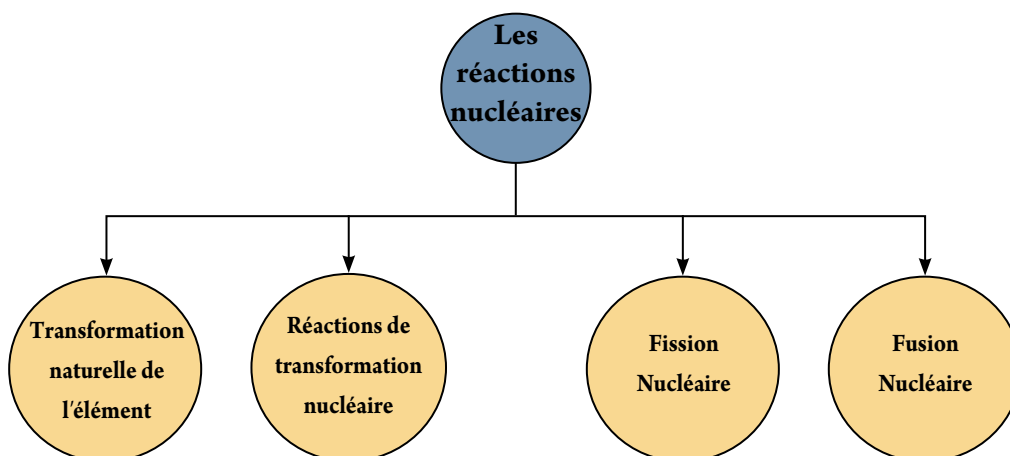 Les
réactions
nucléaires
Transformation
naturelle de
l'élément
Réactions de
transformation
nucléaire
Fission
Nucléaire
Fusion
Nucléaire